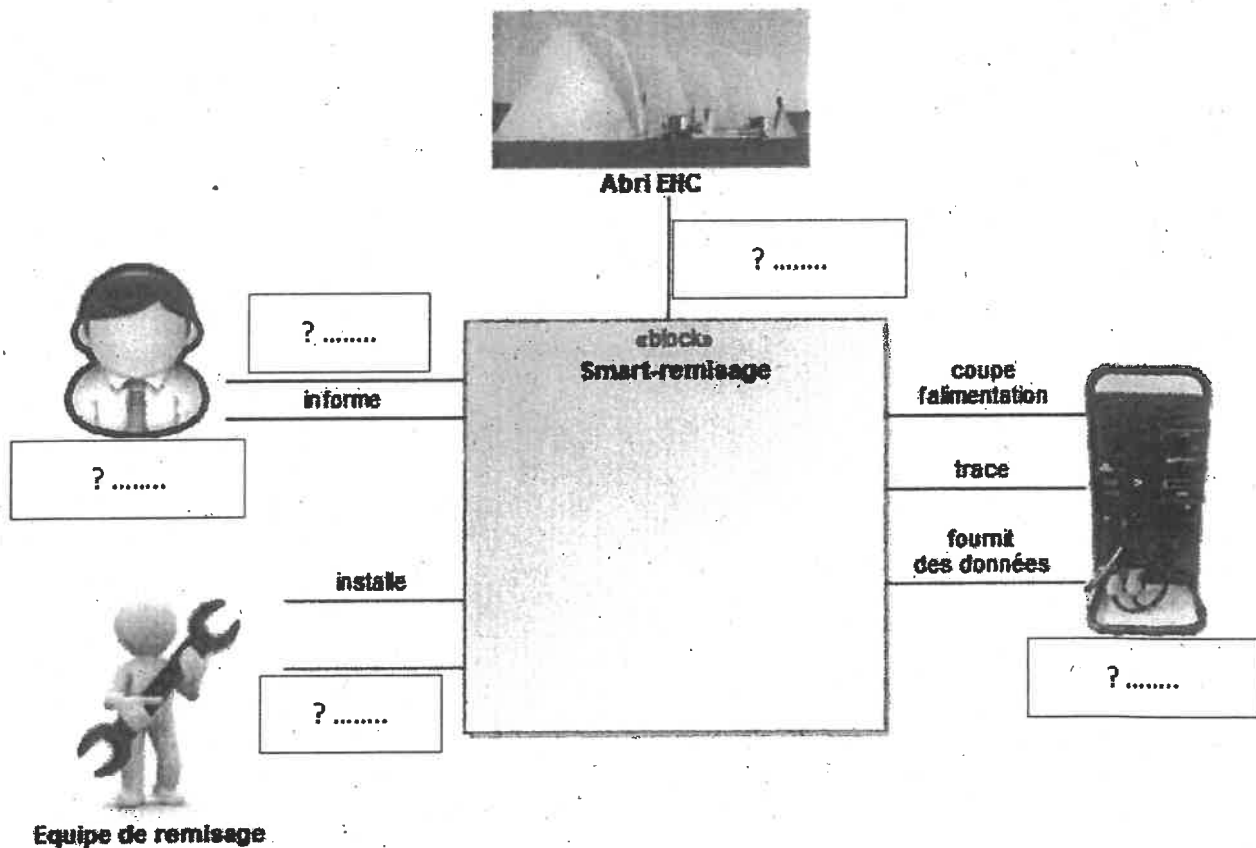 Abri EHC
? ........
? ........
informe
? ........
«block»
Smart-remisage
coupe
l'alimentation
trace
fournit
des données
? ........
installe
? ........
Equipe de remisage